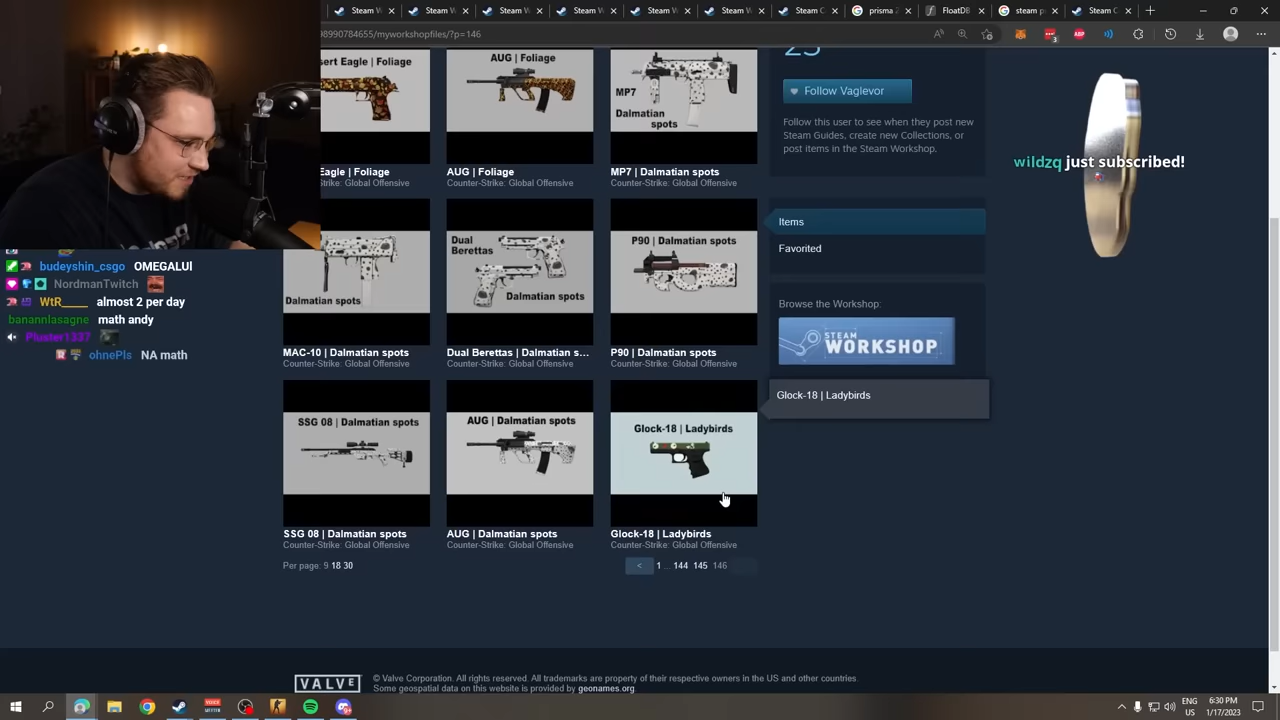 Steam W
Steam W
Steam W
Steam W
Steam W
Steam W
Steam C
prisma
FloatDB
steam p
Steam C
98990784655/myworkshopfiles/?p=146
sert Eagle | Foliage
AUG | Foliage
MP7
Dalmatian
spots
Eagle | Foliage
Strike: Global Offensive
AUG | Foliage
Counter-Strike: Global Offensive
MP7 | Dalmatian spots
Counter-Strike: Global Offensive
Dalmatian spots
Dual
Berettas
Dalmatian spots
P90 | Dalmatian spots
MAC-10 | Dalmatian spots
Counter-Strike: Global Offensive
Dual Berettas | Dalmatian s...
Counter-Strike: Global Offensive
P90 | Dalmatian spots
Counter-Strike: Global Offensive
SSG 08 | Dalmatian spots
AUG | Dalmatian spots
Glock-18 | Ladybirds
SSG 08 | Dalmatian spots
Counter-Strike: Global Offensive
AUG | Dalmatian spots
Counter-Strike: Global Offensive
Glock-18 | Ladybirds
Counter-Strike: Global Offensive
Per page: 9 18 30
< 1 ... 144 145 146
25
Follow Vaglevor
Follow this user to see when they post new
Steam Guides, create new Collections, or
post items in the Steam Workshop.
Items
Favorited
Browse the Workshop:
STEAM
WORKSHOP
Glock-18 | Ladybirds
wildzq just subscribed!
budeyshin_csgo OMEGALUl
NordmanTwitch
WtR____ almost 2 per day
banannlasagne math andy
Pluster1337
ohnePls NA math
VALVE
© Valve Corporation. All rights reserved. All trademarks are property of their respective owners in the US and other countries.
Some geospatial data on this website is provided by geonames.org.
ENG
US
6:30 PM
1/17/2023